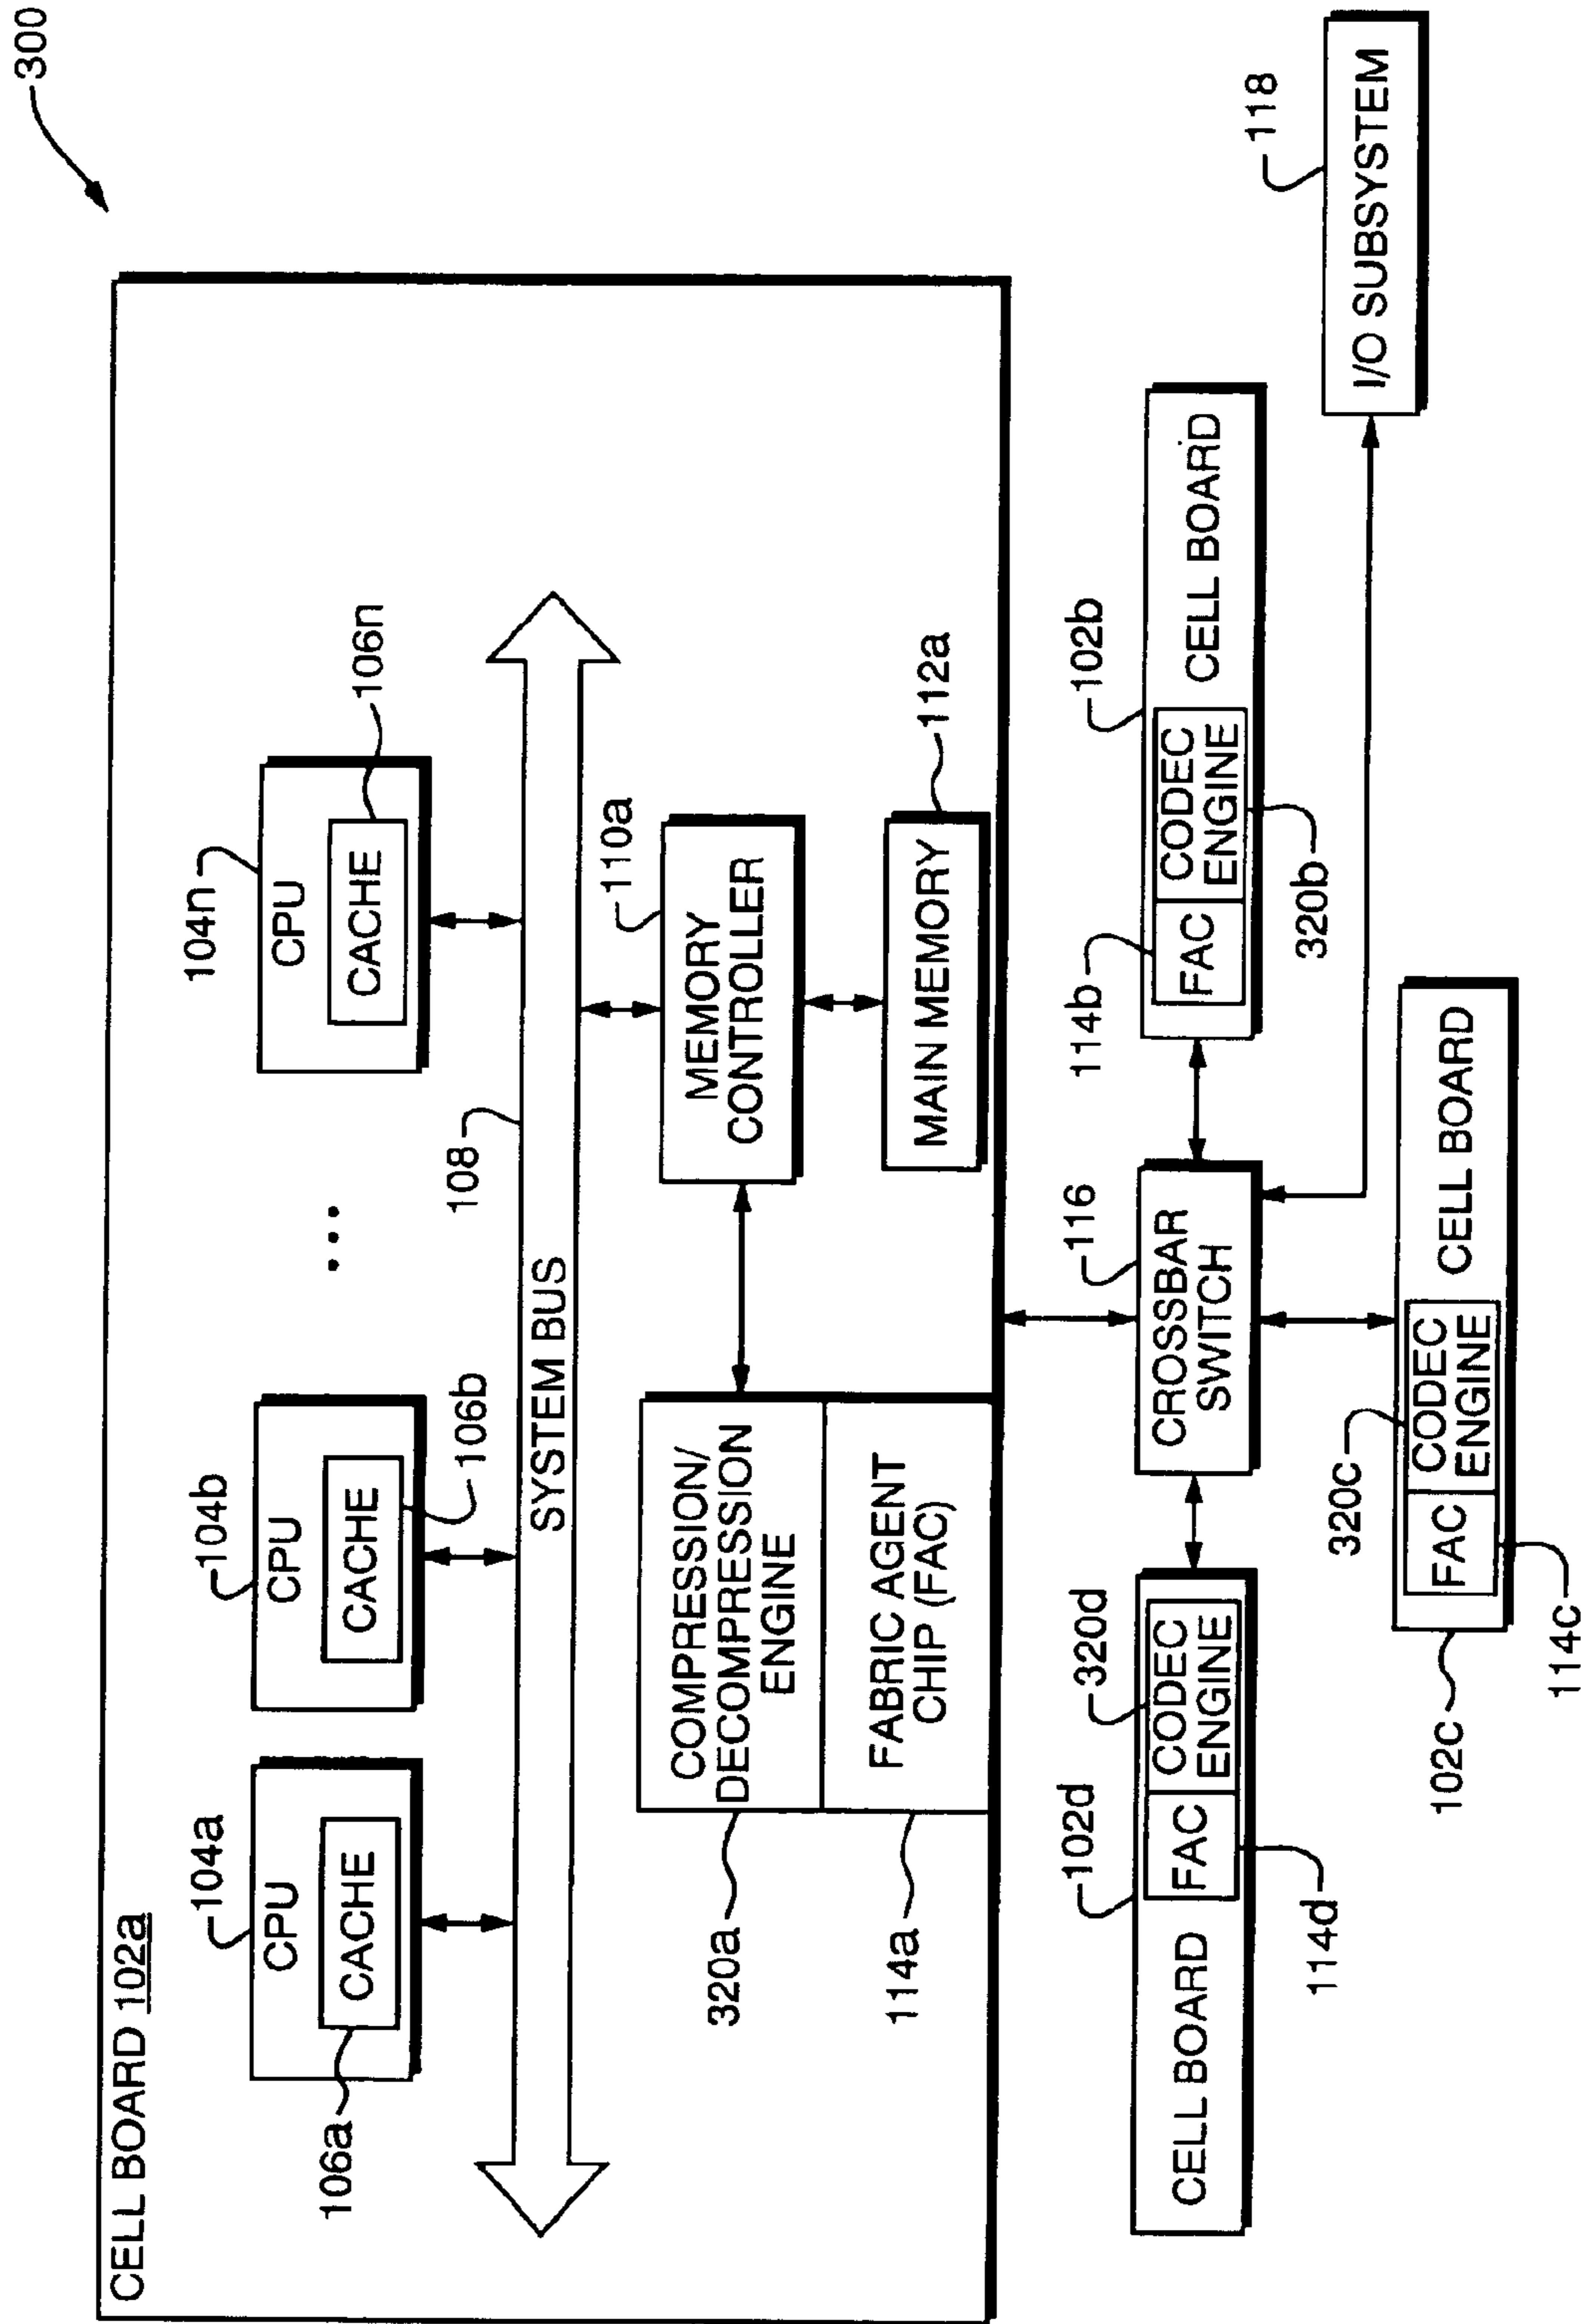 300
CELL BOARD 102a
104a
CPU
CACHE
106a
104b
CPU
CACHE
106b
...
104n
CPU
CACHE
106n
SYSTEM BUS
108
COMPRESSION/
DECOMPRESSION
ENGINE
320a
FABRIC AGENT
CHIP (FAC)
114a
MEMORY
CONTROLLER
110a
MAIN MEMORY
112a
102d
320d
CELL BOARD
FAC
CODEC
ENGINE
114d
CROSSBAR
SWITCH
116
114b
102b
FAC
CODEC
ENGINE
CELL BOARD
320b
118
I/O SUBSYSTEM
320c
FAC
CODEC
ENGINE
CELL BOARD
102c
114c